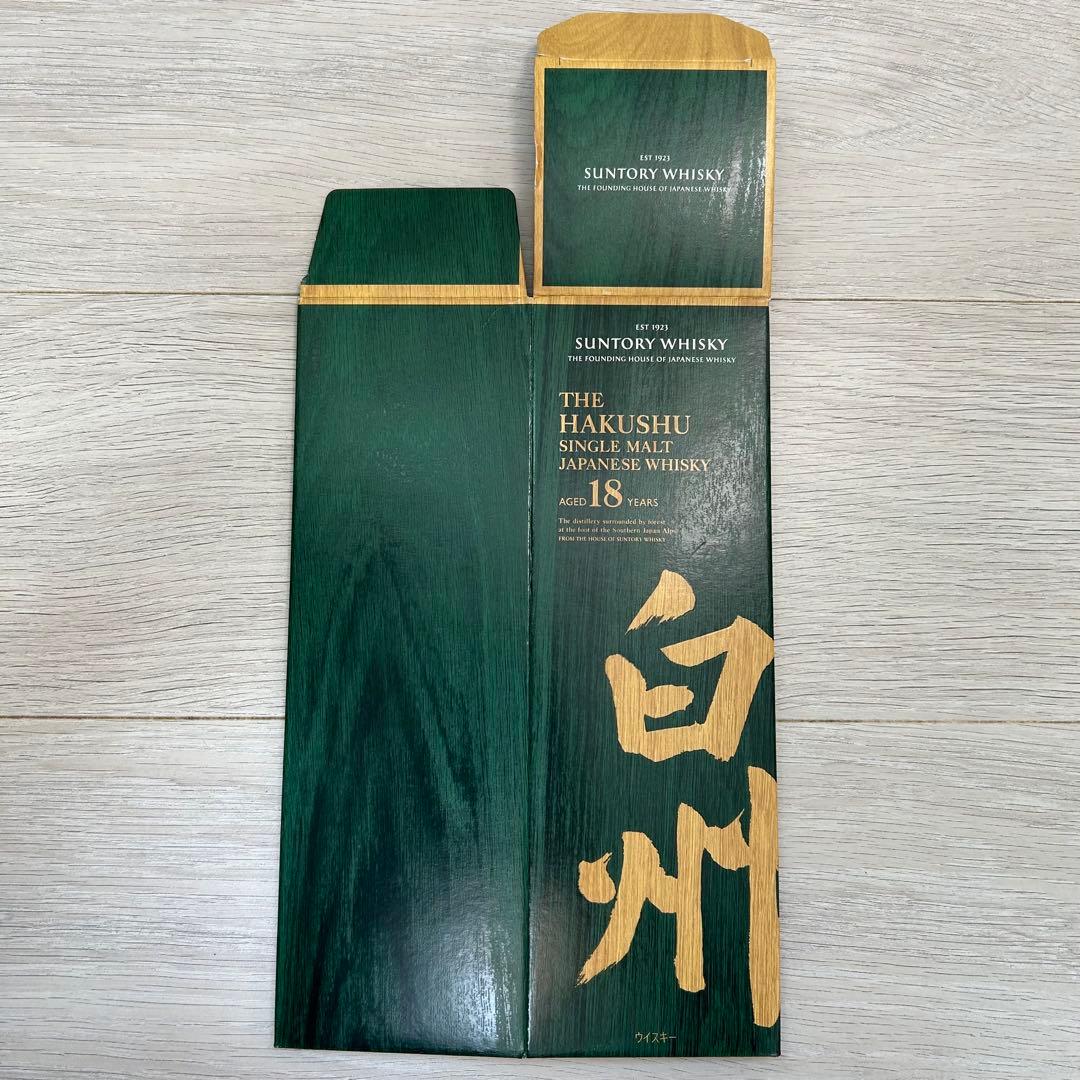 EST 1923
SUNTORY WHISKY
THE FOUNDING HOUSE OF JAPANESE WHISKY
EST 1923
SUNTORY WHISKY
THE FOUNDING HOUSE OF JAPANESE WHISKY
THE
HAKUSHU
SINGLE MALT
JAPANESE WHISKY
AGED 18 YEARS
The distillery surrounded by forest
at the foot of the Southern Japan Alps
FROM THE HOUSE OF SUNTORY WHISKY
白州
ウイスキー